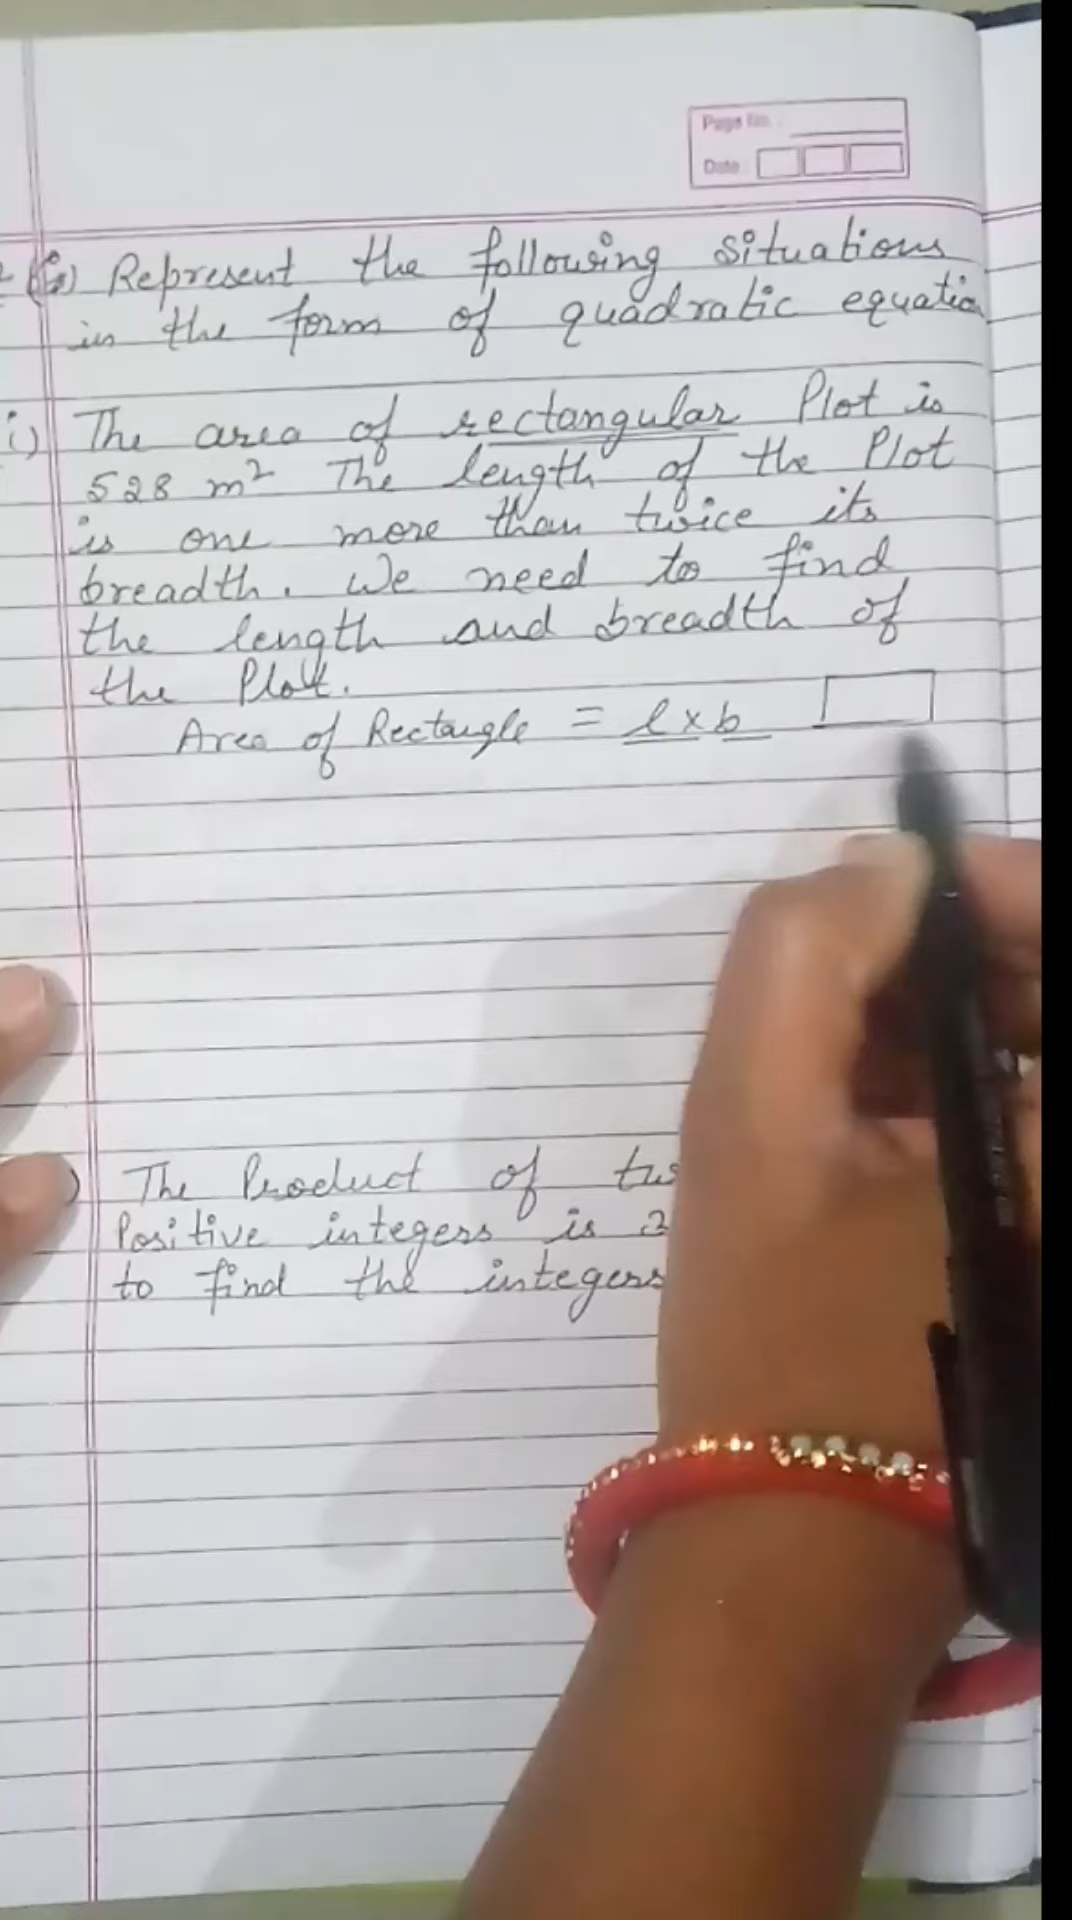 Page No.:
Date:
Represent the following situations
in the form of quadratic
i) The area of rectangular Plot is
528 m² The length of the Plot
is one more than twice its
breadth. We need to find
the length and breadth of
the Plot.
Area of Rectangle = l×b
) The Product of
Positive integers is
to find the integers